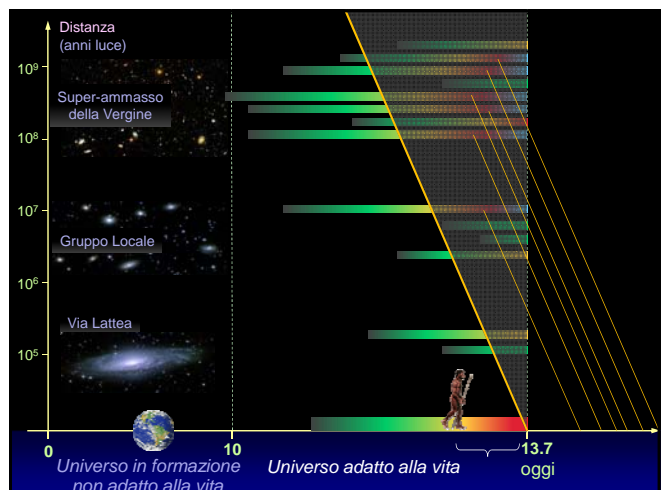 Distanza
(anni luce)
10⁹
Super-ammasso
della Vergine
10⁸
10⁷
Gruppo Locale
10⁶
Via Lattea
10⁵
0
10
13.7
oggi
Universo in formazione
non adatto alla vita
Universo adatto alla vita